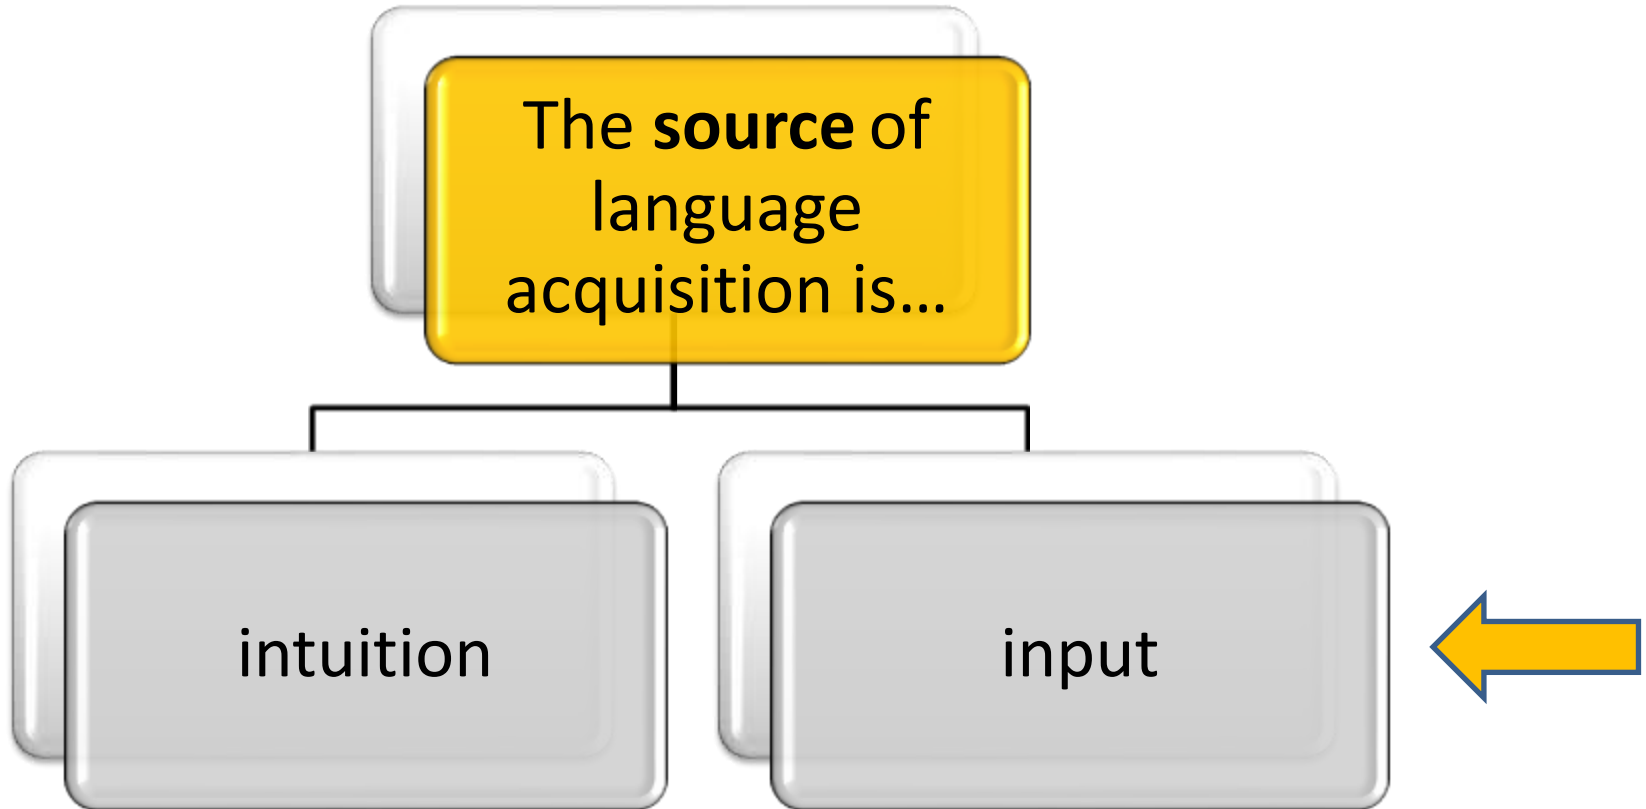 The source of
language
acquisition is...
intuition
input